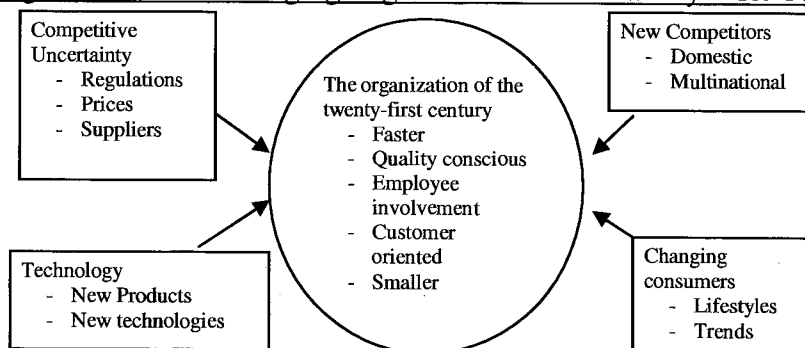 Competitive
Uncertainty
- Regulations
- Prices
- Suppliers
The organization of the
twenty-first century
- Faster
- Quality conscious
- Employee
involvement
- Customer
oriented
- Smaller
New Competitors
- Domestic
- Multinational
Technology
- New Products
- New technologies
Changing
consumers
- Lifestyles
- Trends